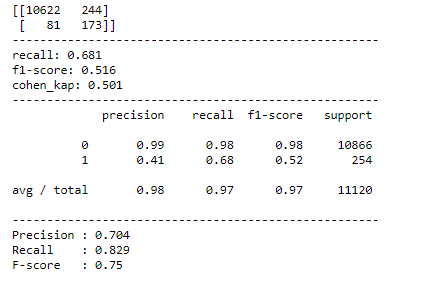 [[10622 244]
[ 81 173]]
-----------------------------------------------------
recall: 0.681
f1-score: 0.516
cohen_kap: 0.501
-----------------------------------------------------
precision recall f1-score support
0 0.99 0.98 0.98 10866
1 0.41 0.68 0.52 254
avg / total 0.98 0.97 0.97 11120
-----------------------------------------------------
Precision : 0.704
Recall : 0.829
F-score : 0.75